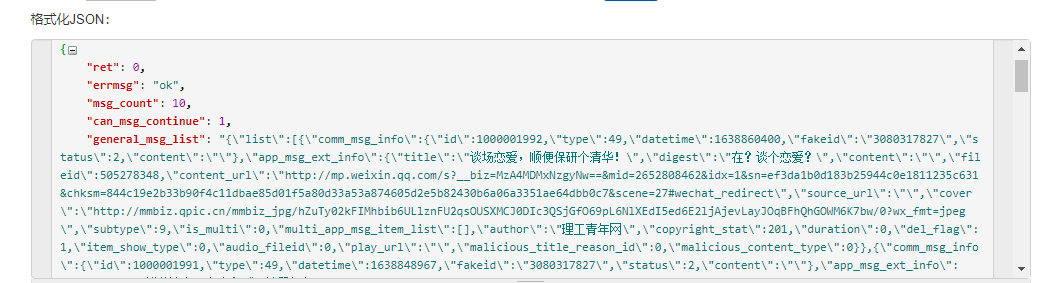 格式化JSON：
{
"ret": 0,
"errmsg": "ok",
"msg_count": 10,
"can_msg_continue": 1,
"general_msg_list": "{\"list\":[{\"comm_msg_info\":{\"id\":1000001992,\"type\":49,\"datetime\":1638860400,\"fakeid\":\"3080317827\",\"s
tatus\":2,\"content\":\"\"},\"app_msg_ext_info\":{\"title\":\"谈场恋爱，顺便保研个清华！\",\"digest\":\"在？谈个恋爱？\",\"content\":\"\",\"fil
eid\":505278348,\"content_url\":\"http://mp.weixin.qq.com/s?__biz=MzA4MDMxNzgyNw==&mid=2652808462&idx=1&sn=ef3da1b0d183b25944c0e1811235c631
&chksm=844c19e2b33b90f4c11dbae85d01f5a80d33a53a874605d2e5b82430b6a06a3351ae64dbb0c7&scene=27#wechat_redirect\",\"source_url\":\"\",\"cover
\":\"http://mmbiz.qpic.cn/mmbiz_jpg/hZuTy02kFIMhbib6UL1znFU2qsOUSXMCJ0DIc3QSjGfO69pL6NlXEdI5ed6E2ljAjevLayJOqBFhQhGOWM6K7bw/0?wx_fmt=jpeg
\",\"subtype\":9,\"is_multi\":0,\"multi_app_msg_item_list\":[],\"author\":\"理工青年网\",\"copyright_stat\":201,\"duration\":0,\"del_flag\":
1,\"item_show_type\":0,\"audio_fileid\":0,\"play_url\":\"\",\"malicious_title_reason_id\":0,\"malicious_content_type\":0}},{\"comm_msg_info
\":{\"id\":1000001991,\"type\":49,\"datetime\":1638848967,\"fakeid\":\"3080317827\",\"status\":2,\"content\":\"\"},\"app_msg_ext_info\":